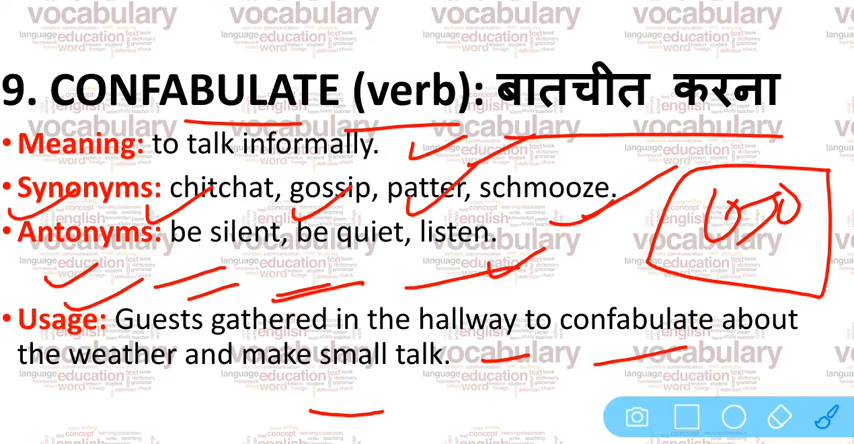 9. CONFABULATE (verb): बातचीत करना
• Meaning: to talk informally.
• Synonyms: chitchat, gossip, patter, schmooze.
• Antonyms: be silent, be quiet, listen.
• Usage: Guests gathered in the hallway to confabulate about
the weather and make small talk.